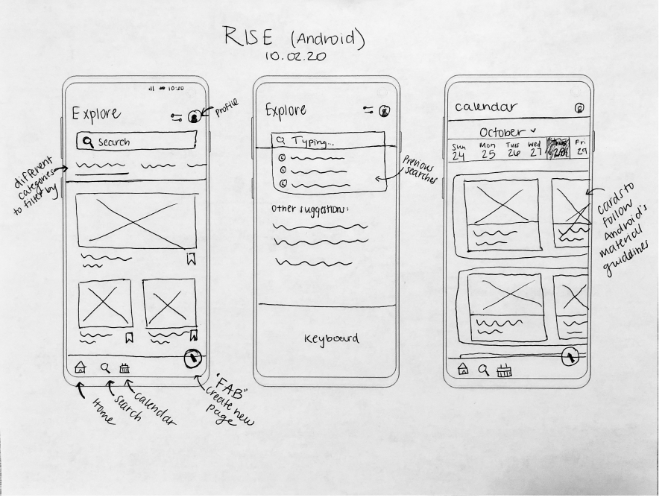 RISE (Android)
10.02.20
10:20
Explore
Profile
Search
different
categories
to filter by
Home
Search
Calendar
"FAB"
Create new
page
Explore
Typing...
Previous
searches
Other suggestions:
Keyboard
calendar
October
Sun Mon Tue Wed Fri
24 25 26 27 28 29
Cards to
follow
Android's
material
guidelines